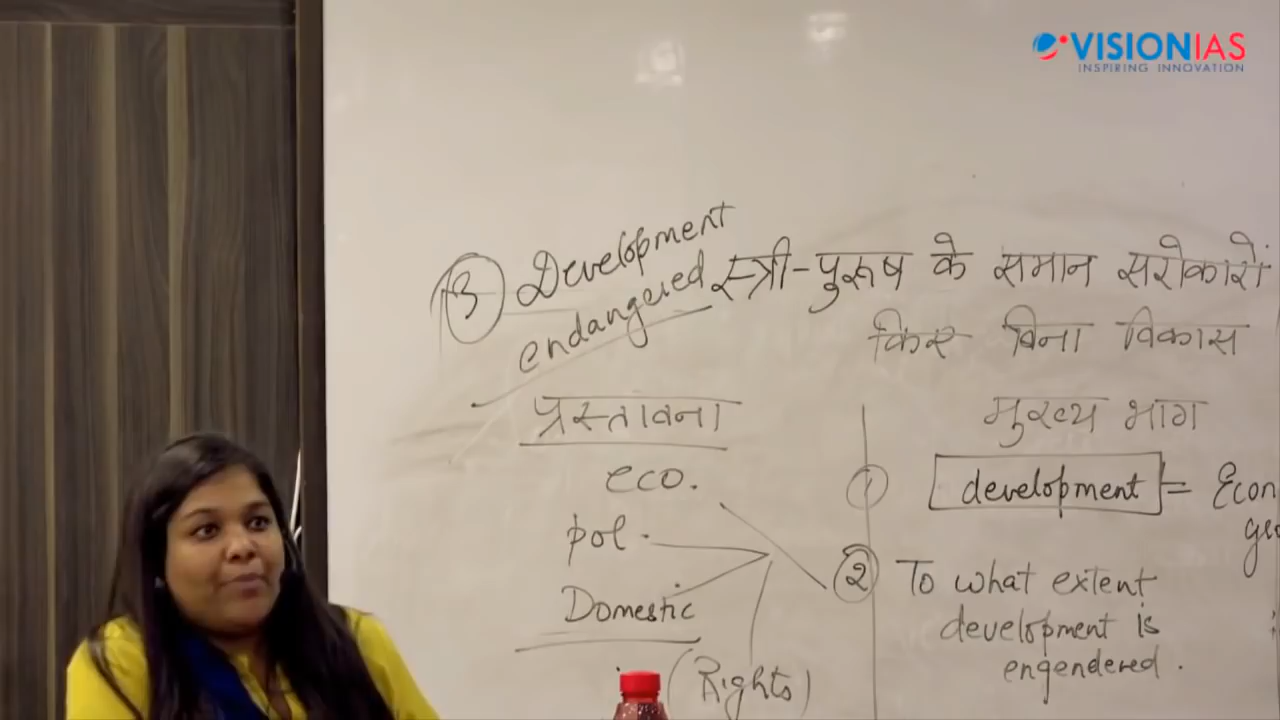 VISIONIAS
INSPIRING INNOVATION
③ Development
endangered
स्त्री-पुरूष के समान सरोकारों
किए बिना विकास
प्रस्तावना
eco.
pol.
Domestic
(Rights)
मुख्य भाग
① development = Econ
② To what extent
development is
engendered.